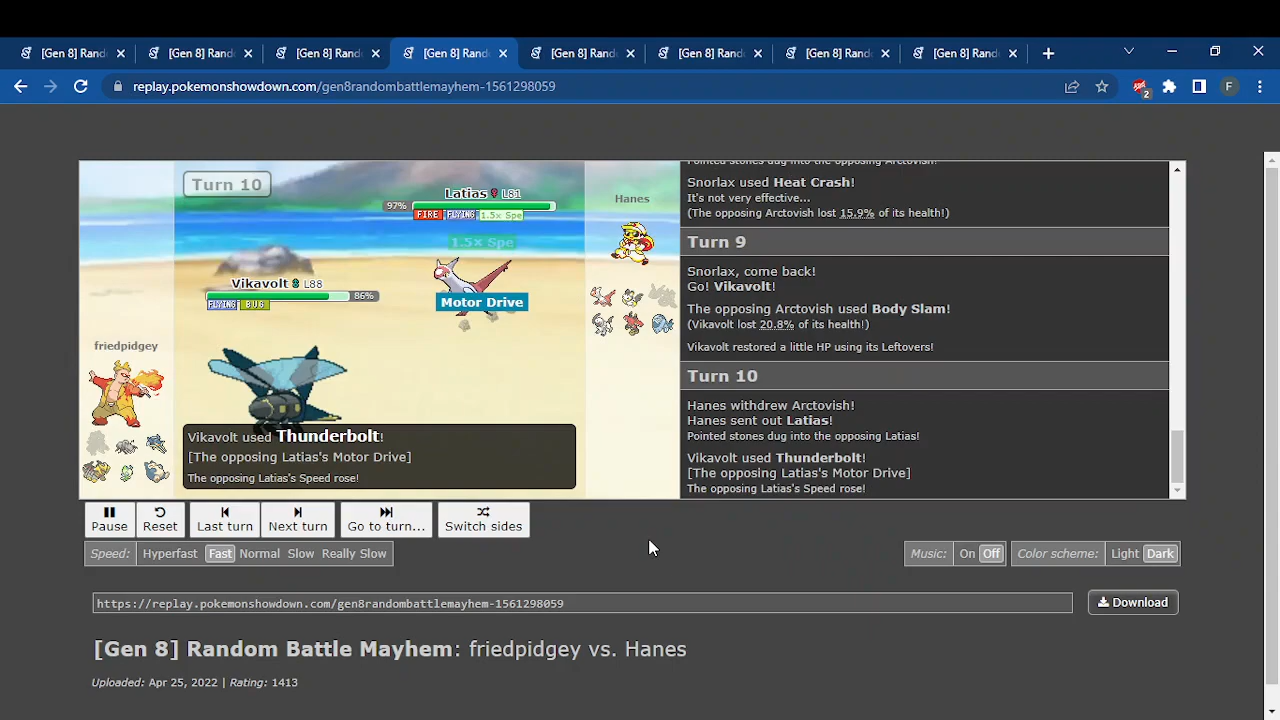 [Gen 8] Rand
[Gen 8] Rand
[Gen 8] Rand
[Gen 8] Rand
[Gen 8] Rand
[Gen 8] Rand
[Gen 8] Rand
[Gen 8] Rand
replay.pokemonshowdown.com/gen8randombattlemayhem-1561298059
2
F
Turn 10
Latias L81
97%
FIRE FLYING 1.5× Spe
1.5× Spe
Motor Drive
Vikavolt L88
86%
FLYING BUG
friedpidgey
Hanes
Vikavolt used Thunderbolt!
[The opposing Latias's Motor Drive]
The opposing Latias's Speed rose!
Pointed stones dug into the opposing Arctovish!
Snorlax used Heat Crash!
It's not very effective...
(The opposing Arctovish lost 15.9% of its health!)
Turn 9
Snorlax, come back!
Go! Vikavolt!
The opposing Arctovish used Body Slam!
(Vikavolt lost 20.8% of its health!)
Vikavolt restored a little HP using its Leftovers!
Turn 10
Hanes withdrew Arctovish!
Hanes sent out Latias!
Pointed stones dug into the opposing Latias!
Vikavolt used Thunderbolt!
[The opposing Latias's Motor Drive]
The opposing Latias's Speed rose!
Pause Reset Last turn Next turn Go to turn... Switch sides
Speed: Hyperfast Fast Normal Slow Really Slow
Music: On Off Color scheme: Light Dark
https://replay.pokemonshowdown.com/gen8randombattlemayhem-1561298059
Download
[Gen 8] Random Battle Mayhem: friedpidgey vs. Hanes
Uploaded: Apr 25, 2022 | Rating: 1413